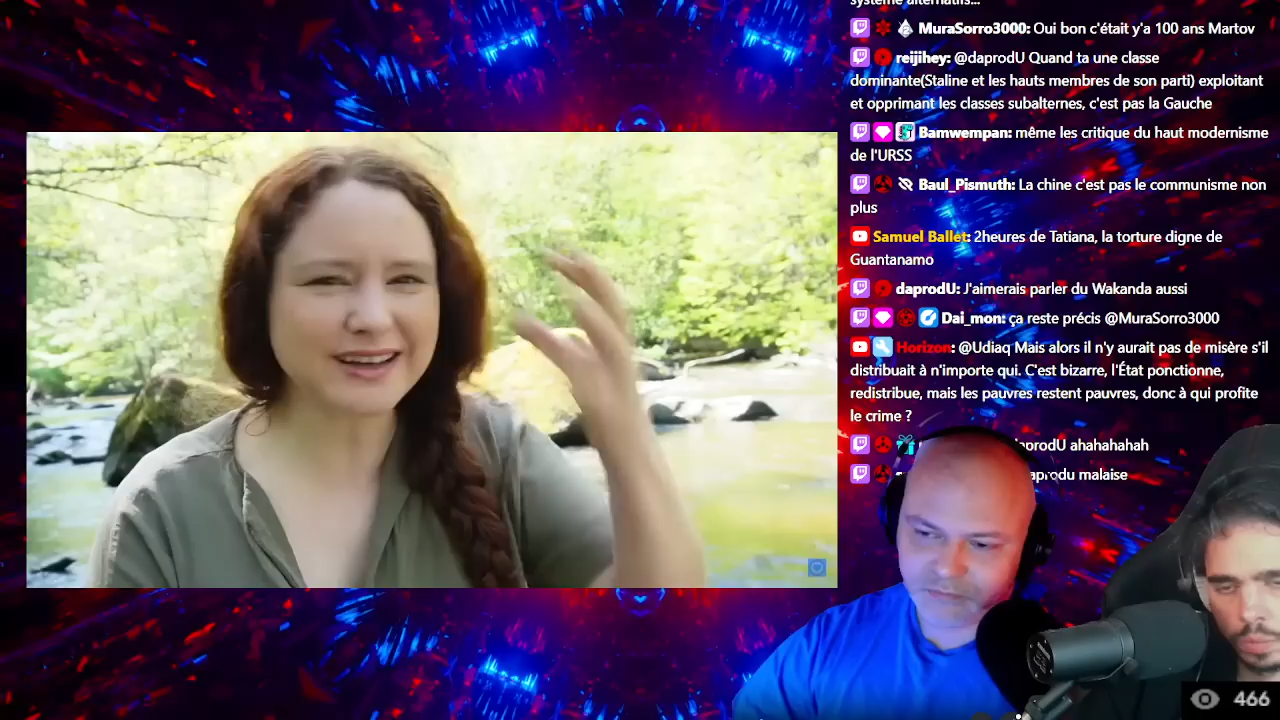 système alternatifs...
MuraSorro3000: Oui bon c'était y'a 100 ans Martov
reijihey: @daprodU Quand ta une classe
dominante(Staline et les hauts membres de son parti) exploitant
et opprimant les classes subalternes, c'est pas la Gauche
Bamwempan: même les critique du haut modernisme
de l'URSS
Baul_Pismuth: La chine c'est pas le communisme non
plus
Samuel Ballet: 2heures de Tatiana, la torture digne de
Guantanamo
daprodU: J'aimerais parler du Wakanda aussi
Dai_mon: ça reste précis @MuraSorro3000
Horizon: @Udiaq Mais alors il n'y aurait pas de misère s'il
distribuait à n'importe qui. C'est bizarre, l'État ponctionne,
redistribue, mais les pauvres restent pauvres, donc à qui profite
le crime ?
ahahahahah
malaise
466